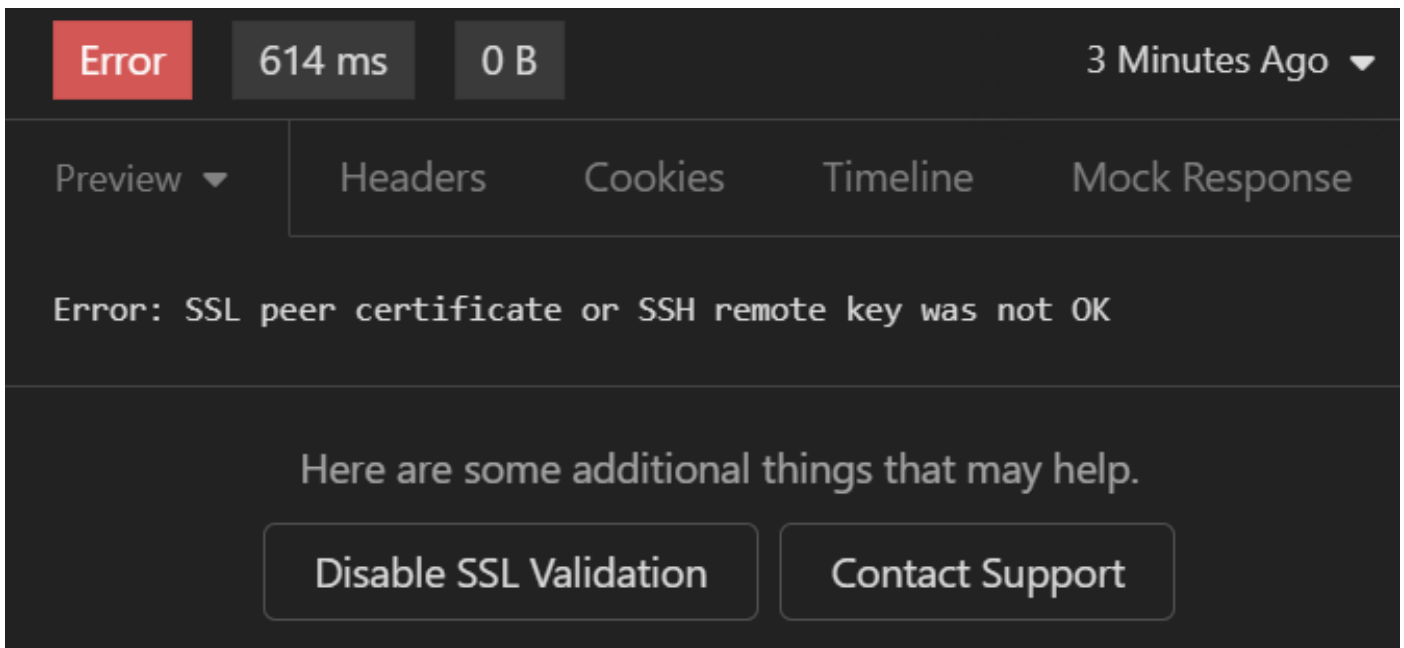 Error 614 ms 0 B 3 Minutes Ago
Preview Headers Cookies Timeline Mock Response
Error: SSL peer certificate or SSH remote key was not OK
Here are some additional things that may help.
Disable SSL Validation Contact Support